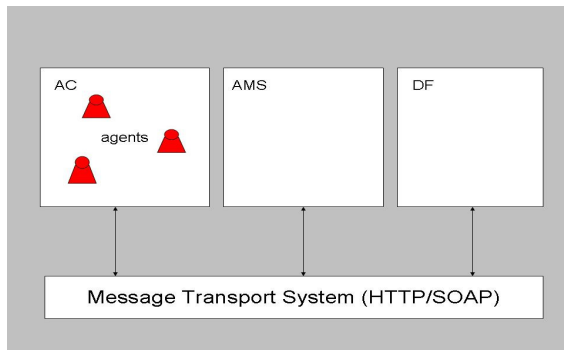 AC
AMS
DF
agents
Message Transport System (HTTP/SOAP)